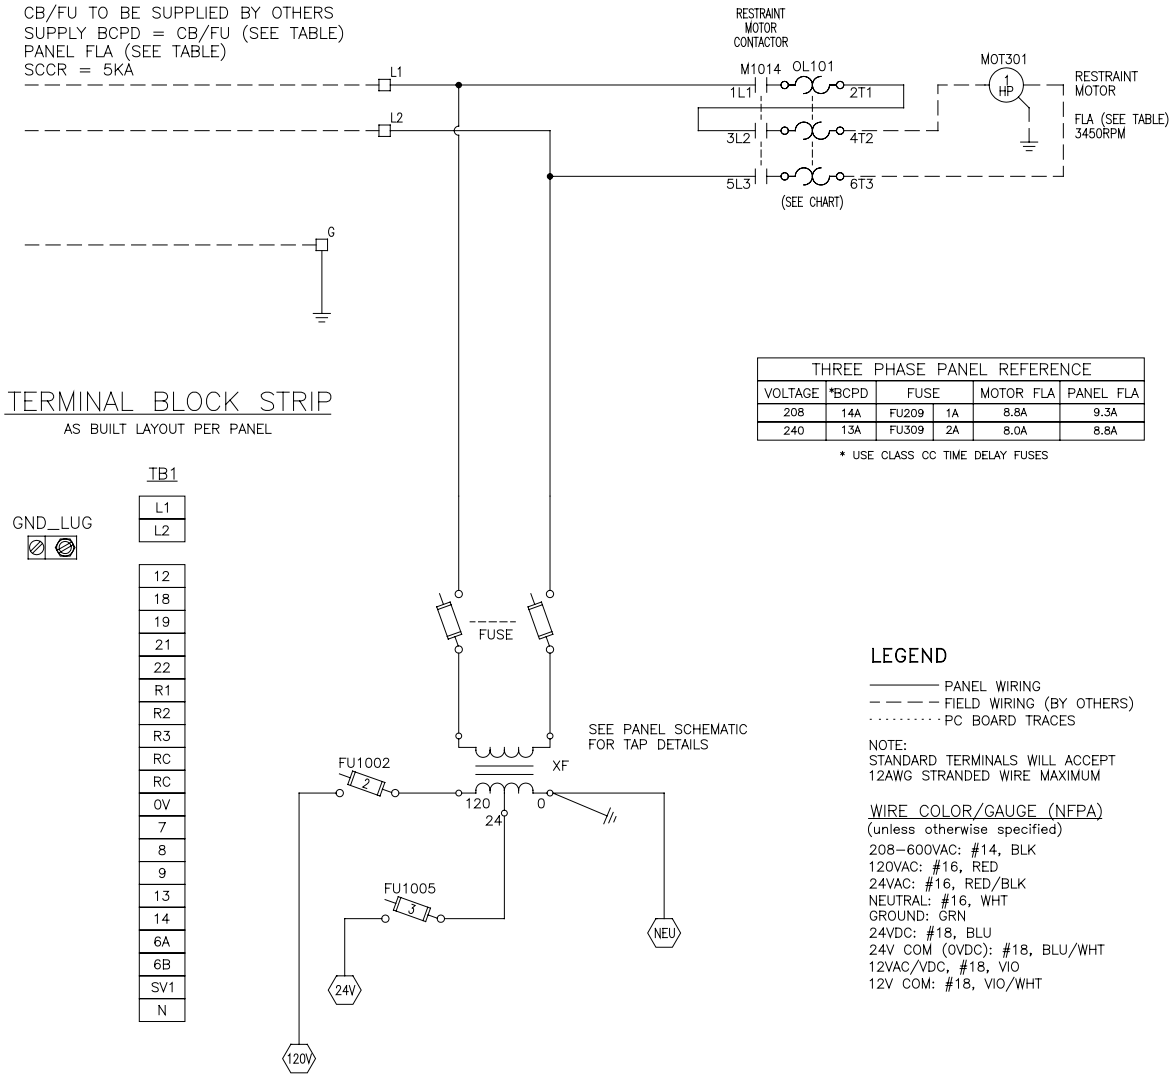 CB/FU TO BE SUPPLIED BY OTHERS
SUPPLY BCPD = CB/FU (SEE TABLE)
PANEL FLA (SEE TABLE)
SCCR = 5KA
L1
L2
G
RESTRAINT
MOTOR
CONTACTOR
M1014 OL101
1L1 2T1
3L2 4T2
5L3 6T3
(SEE CHART)
MOT301
1
HP
RESTRAINT
MOTOR
FLA (SEE TABLE)
3450RPM
THREE PHASE PANEL REFERENCE
VOLTAGE *BCPD FUSE MOTOR FLA PANEL FLA
208 14A FU209 1A 8.8A 9.3A
240 13A FU309 2A 8.0A 8.8A
* USE CLASS CC TIME DELAY FUSES
TERMINAL BLOCK STRIP
AS BUILT LAYOUT PER PANEL
TB1
GND_LUG
L1
L2
12
18
19
21
22
R1
R2
R3
RC
RC
0V
7
8
9
13
14
6A
6B
SV1
N
FUSE
SEE PANEL SCHEMATIC
FOR TAP DETAILS
XF
FU1002
2
120 0
24
FU1005
3
NEU
24V
120V
LEGEND
PANEL WIRING
FIELD WIRING (BY OTHERS)
PC BOARD TRACES
NOTE:
STANDARD TERMINALS WILL ACCEPT
12AWG STRANDED WIRE MAXIMUM
WIRE COLOR/GAUGE (NFPA)
(unless otherwise specified)
208-600VAC: #14, BLK
120VAC: #16, RED
24VAC: #16, RED/BLK
NEUTRAL: #16, WHT
GROUND: GRN
24VDC: #18, BLU
24V COM (0VDC): #18, BLU/WHT
12VAC/VDC, #18, VIO
12V COM: #18, VIO/WHT